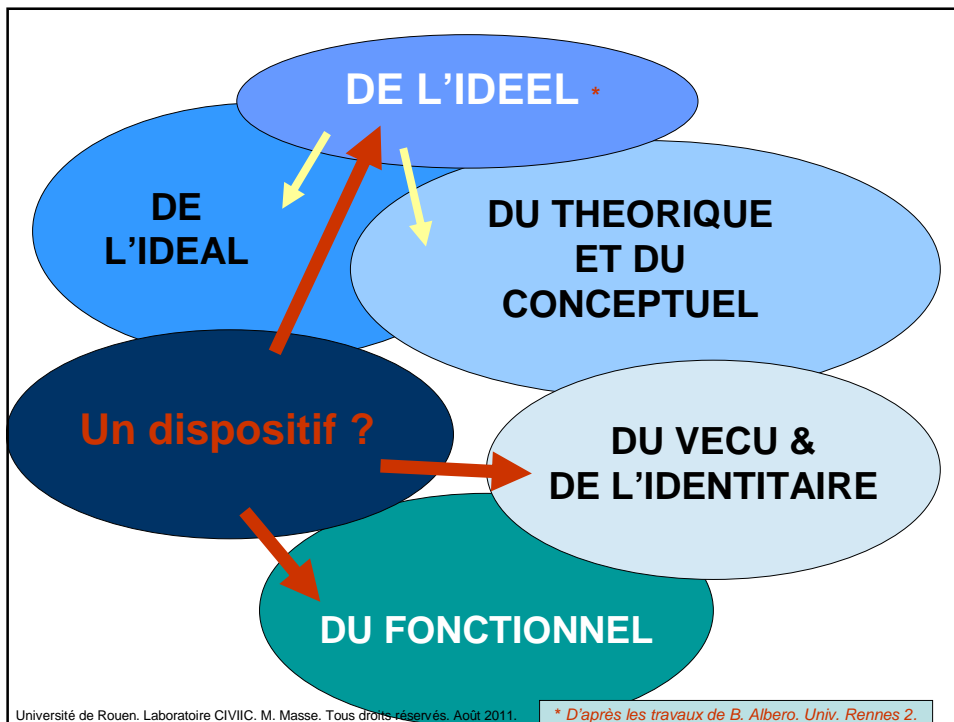 DE L'IDEEL *
DE
L'IDEAL
DU THEORIQUE
ET DU
CONCEPTUEL
Un dispositif ?
DU VECU &
DE L'IDENTITAIRE
DU FONCTIONNEL
Université de Rouen. Laboratoire CIVIIC. M. Masse. Tous droits réservés. Août 2011.
* D'après les travaux de B. Albero. Univ. Rennes 2.